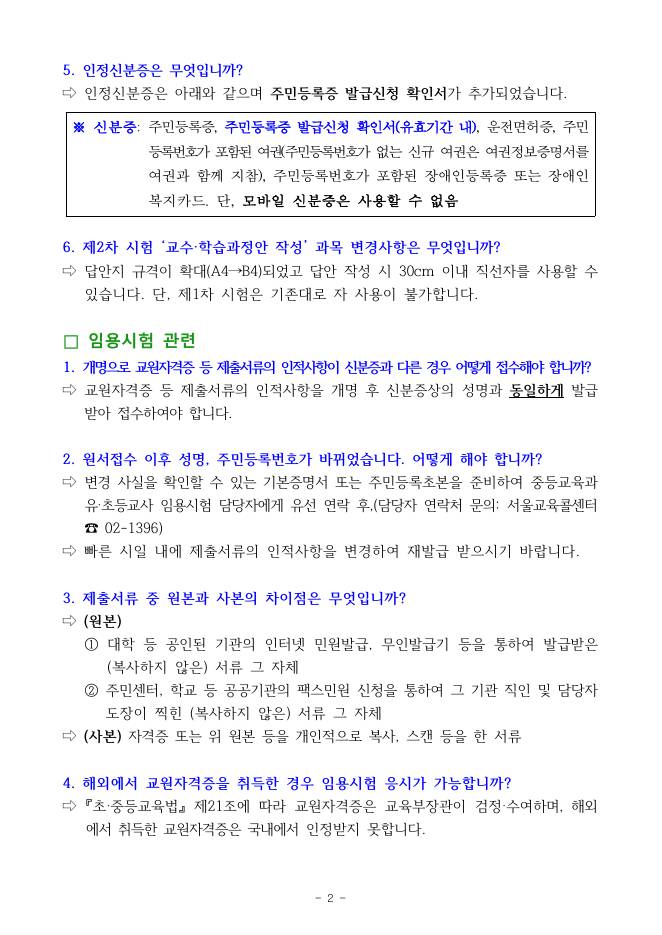 5. 인정신분증은 무엇입니까?
⇨ 인정신분증은 아래와 같으며 주민등록증 발급신청 확인서가 추가되었습니다.
※ 신분증: 주민등록증, 주민등록증 발급신청 확인서(유효기간 내), 운전면허증, 주민
등록번호가 포함된 여권(주민등록번호가 없는 신규 여권은 여권정보증명서를
여권과 함께 지참), 주민등록번호가 포함된 장애인등록증 또는 장애인
복지카드. 단, 모바일 신분증은 사용할 수 없음
6. 제2차 시험 ‘교수·학습과정안 작성’ 과목 변경사항은 무엇입니까?
⇨ 답안지 규격이 확대(A4→B4)되었고 답안 작성 시 30cm 이내 직선자를 사용할 수
있습니다. 단, 제1차 시험은 기존대로 자 사용이 불가합니다.
□ 임용시험 관련
1. 개명으로 교원자격증 등 제출서류의 인적사항이 신분증과 다른 경우 어떻게 접수해야 합니까?
⇨ 교원자격증 등 제출서류의 인적사항을 개명 후 신분증상의 성명과 동일하게 발급
받아 접수하여야 합니다.
2. 원서접수 이후 성명, 주민등록번호가 바뀌었습니다. 어떻게 해야 합니까?
⇨ 변경 사실을 확인할 수 있는 기본증명서 또는 주민등록초본을 준비하여 중등교육과
유·초등교사 임용시험 담당자에게 유선 연락 후,(담당자 연락처 문의: 서울교육콜센터
☎ 02-1396)
⇨ 빠른 시일 내에 제출서류의 인적사항을 변경하여 재발급 받으시기 바랍니다.
3. 제출서류 중 원본과 사본의 차이점은 무엇입니까?
⇨ (원본)
① 대학 등 공인된 기관의 인터넷 민원발급, 무인발급기 등을 통하여 발급받은
(복사하지 않은) 서류 그 자체
② 주민센터, 학교 등 공공기관의 팩스민원 신청을 통하여 그 기관 직인 및 담당자
도장이 찍힌 (복사하지 않은) 서류 그 자체
⇨ (사본) 자격증 또는 위 원본 등을 개인적으로 복사, 스캔 등을 한 서류
4. 해외에서 교원자격증을 취득한 경우 임용시험 응시가 가능합니까?
⇨ 『초·중등교육법』 제21조에 따라 교원자격증은 교육부장관이 검정·수여하며, 해외
에서 취득한 교원자격증은 국내에서 인정받지 못합니다.
- 2 -